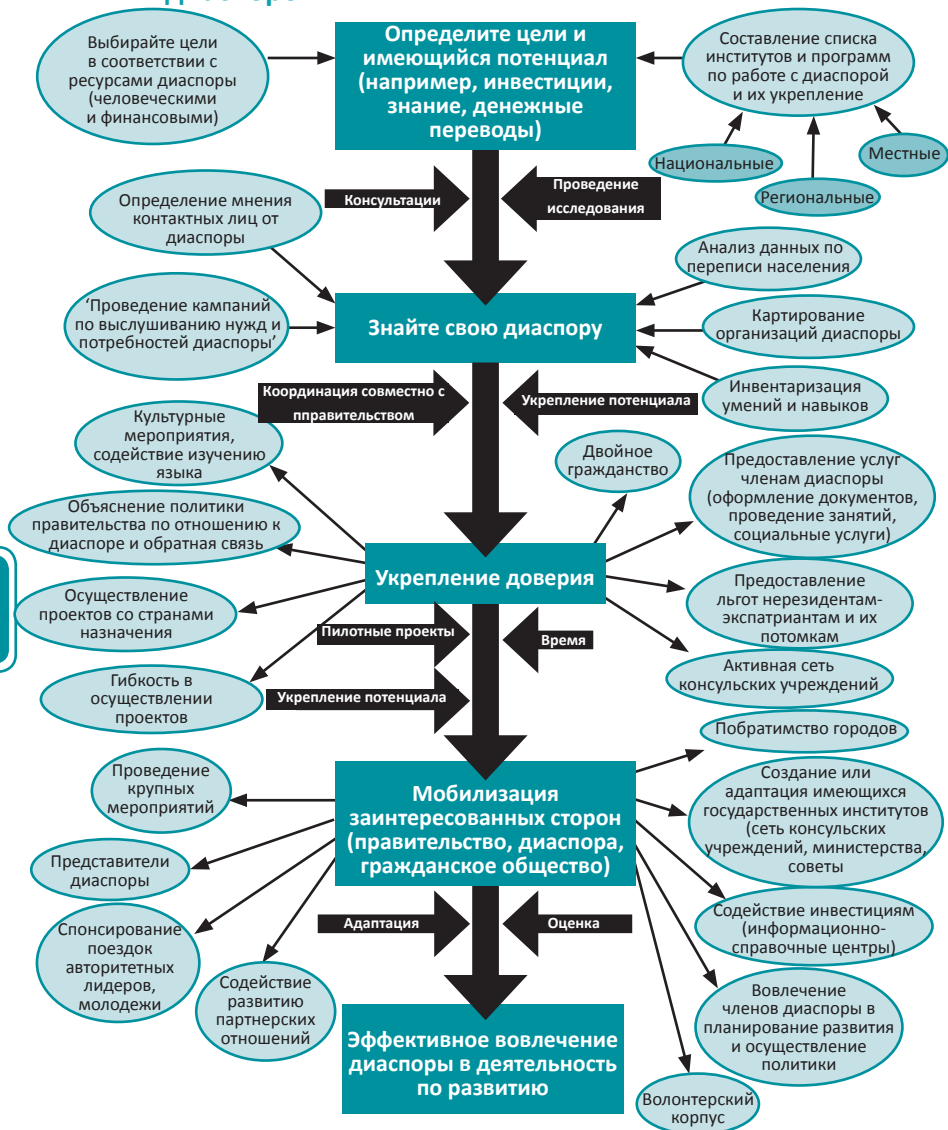 Выбирайте цели
в соответствии с
ресурсами диаспоры
(человеческими
и финансовыми)
Определите цели и
имеющийся потенциал
(например, инвестиции,
знание, денежные
переводы)
Составление списка
институтов и программ
по работе с диаспорой
и их укрепление
Национальные
Региональные
Местные
Консультации
Проведение
исследования
Определение мнения
контактных лиц от
диаспоры
‘Проведение кампаний
по выслушиванию нужд и
потребностей диаспоры’
Знайте свою диаспору
Анализ данных по
переписи населения
Картирование
организаций диаспоры
Инвентаризация
умений и навыков
Координация совместно с
пправительством
Укрепление потенциала
Культурные
мероприятия,
содействие изучению
языка
Объяснение политики
правительства по отношению к
диаспоре и обратная связь
Осуществление
проектов со странами
назначения
Гибкость в
осуществлении
проектов
Укрепление доверия
Двойное
гражданство
Предоставление услуг
членам диаспоры
(оформление документов,
проведение занятий,
социальные услуги)
Предоставление
льгот нерезидентам-
экспатриантам и их
потомкам
Активная сеть
консульских учреждений
Пилотные проекты
Время
Укрепление потенциала
Проведение
крупных
мероприятий
Представители
диаспоры
Спонсирование
поездок
авторитетных
лидеров,
молодежи
Содействие
развитию
партнерских
отношений
Мобилизация
заинтересованных сторон
(правительство, диаспора,
гражданское общество)
Побратимство городов
Создание или
адаптация имеющихся
государственных институтов
(сеть консульских
учреждений, министерства,
советы
Содействие инвестициям
(информационно-
справочные центры)
Вовлечение
членов диаспоры в
планирование развития
и осуществление
политики
Волонтерский
корпус
Адаптация
Оценка
Эффективное вовлечение
диаспоры в деятельность
по развитию